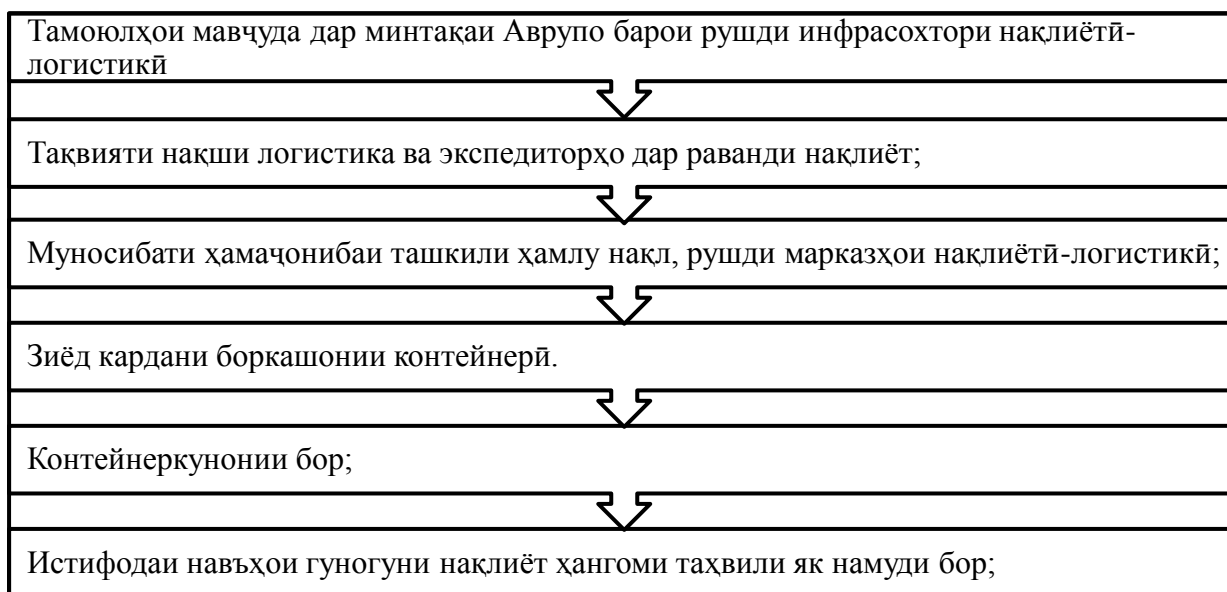 Тамоюлҳои мавҷуда дар минтақаи Аврупо барои рушди инфрасохтори нақлиётӣ-
логистикӣ
Тақвияти нақши логистика ва экспедиторҳо дар раванди нақлиёт;
Муносибати ҳамаҷонибаи ташкили ҳамлу нақл, рушди марказҳои нақлиётӣ-логистикӣ;
Зиёд кардани боркашонии контейнерӣ.
Контейнеркунонии бор;
Истифодаи навъҳои гуногуни нақлиёт ҳангоми таҳвили як намуди бор;